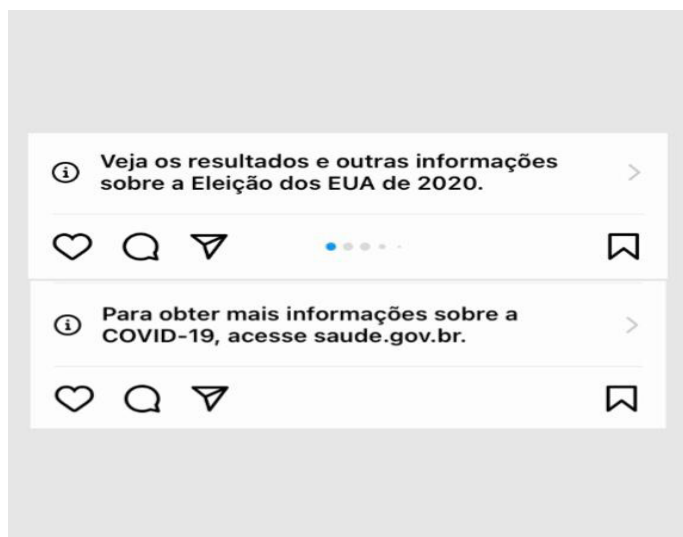 Veja os resultados e outras informações
sobre a Eleição dos EUA de 2020.
Para obter mais informações sobre a
COVID-19, acesse saude.gov.br.